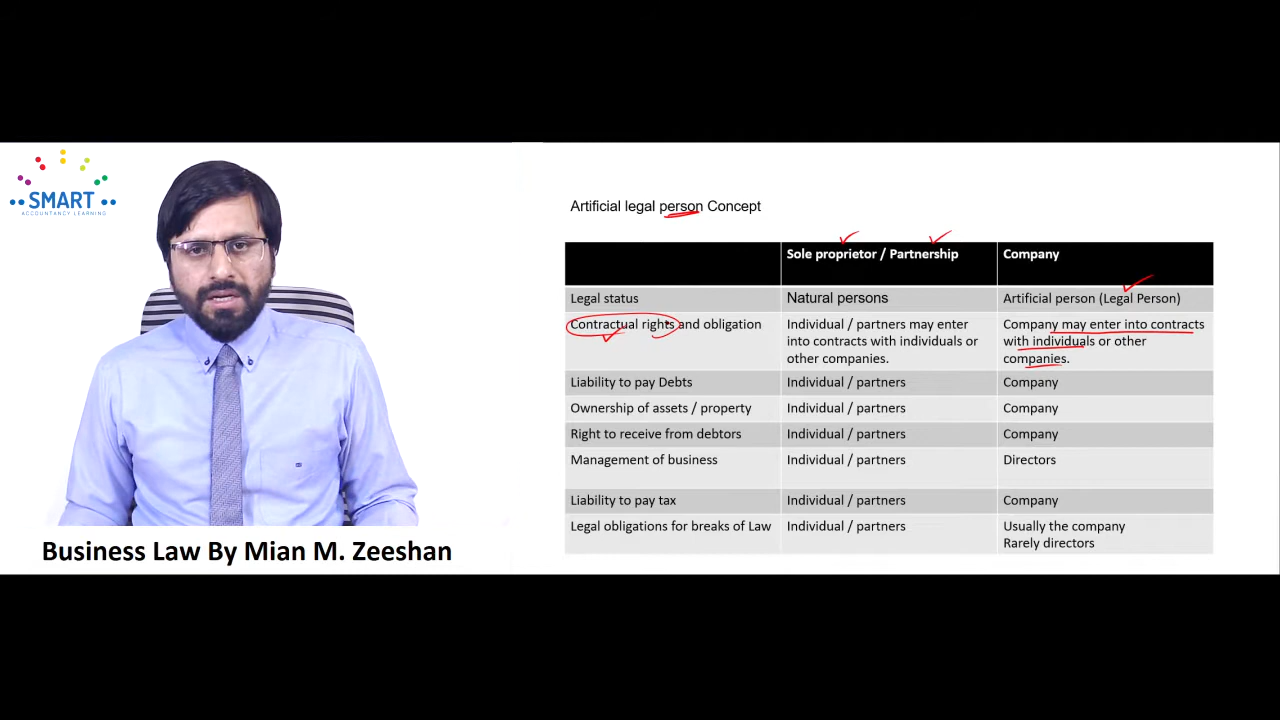 SMART
ACCOUNTANCY LEARNING
Business Law By Mian M. Zeeshan
Artificial legal person Concept
Sole proprietor / Partnership
Company
Legal status
Natural persons
Artificial person (Legal Person)
Contractual rights and obligation
Individual / partners may enter
into contracts with individuals or
other companies.
Company may enter into contracts
with individuals or other
companies.
Liability to pay Debts
Individual / partners
Company
Ownership of assets / property
Individual / partners
Company
Right to receive from debtors
Individual / partners
Company
Management of business
Individual / partners
Directors
Liability to pay tax
Individual / partners
Company
Legal obligations for breaks of Law
Individual / partners
Usually the company
Rarely directors